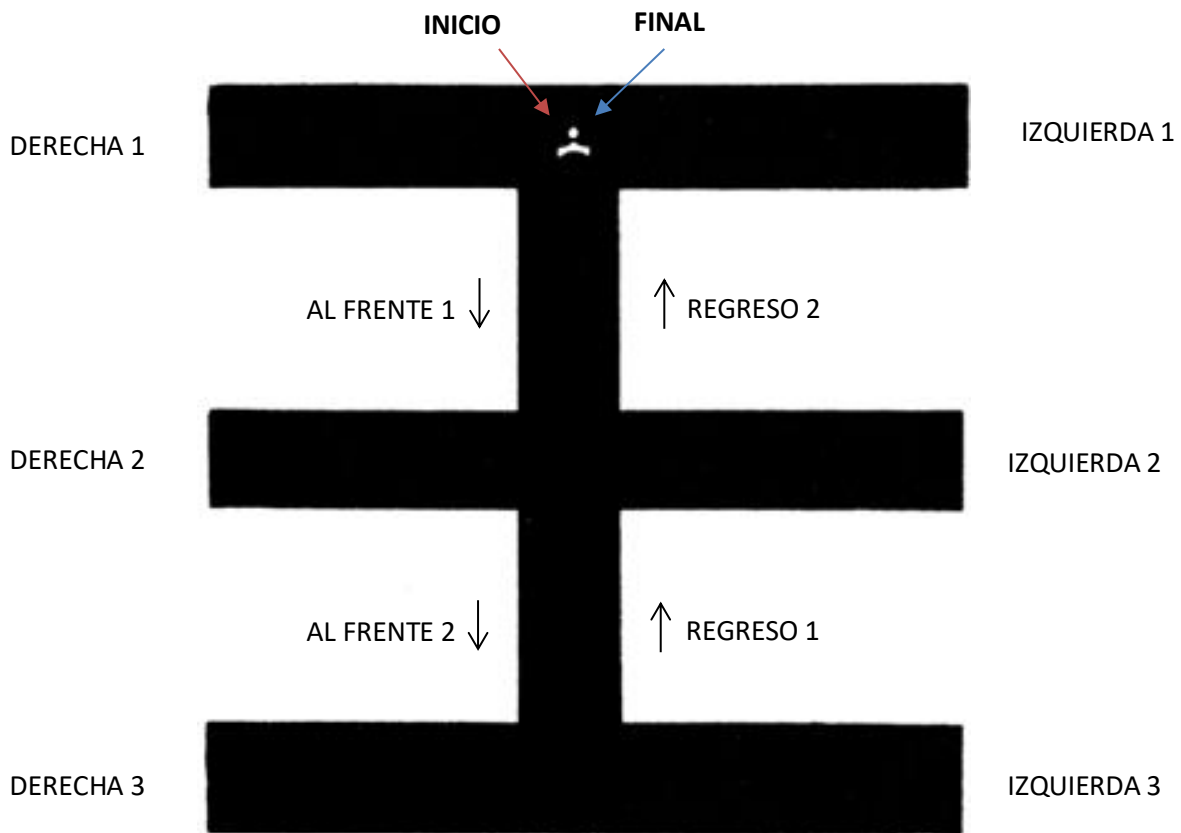 INICIO FINAL
DERECHA 1 IZQUIERDA 1
AL FRENTE 1 REGRESO 2
DERECHA 2 IZQUIERDA 2
AL FRENTE 2 REGRESO 1
DERECHA 3 IZQUIERDA 3